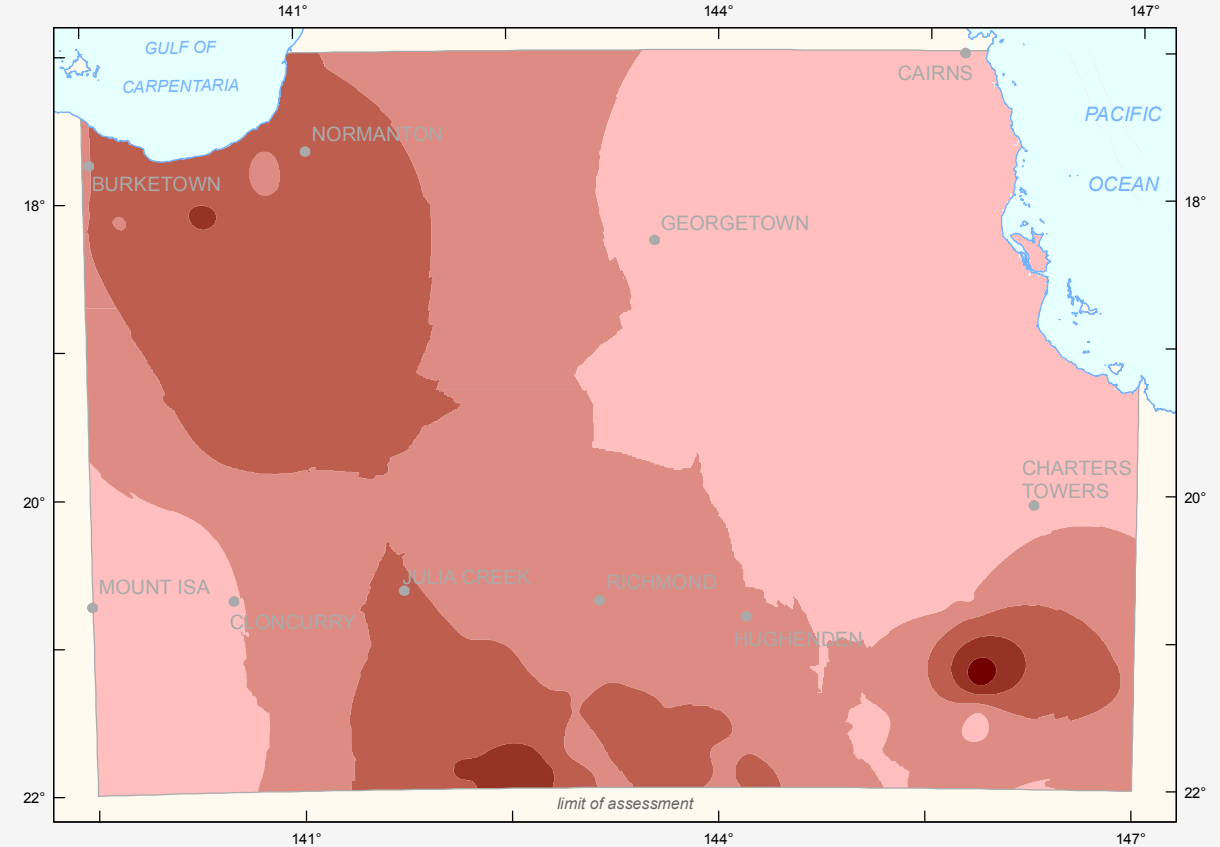 141°
144°
147°
GULF OF
CARPENTARIA
CAIRNS
PACIFIC
OCEAN
NORMANTON
BURKETOWN
18°
18°
GEORGETOWN
CHARTERS
TOWERS
20°
20°
MOUNT ISA
JULIA CREEK
RICHMOND
CLONCURRY
HUGHENDEN
22°
22°
limit of assessment
141°
144°
147°